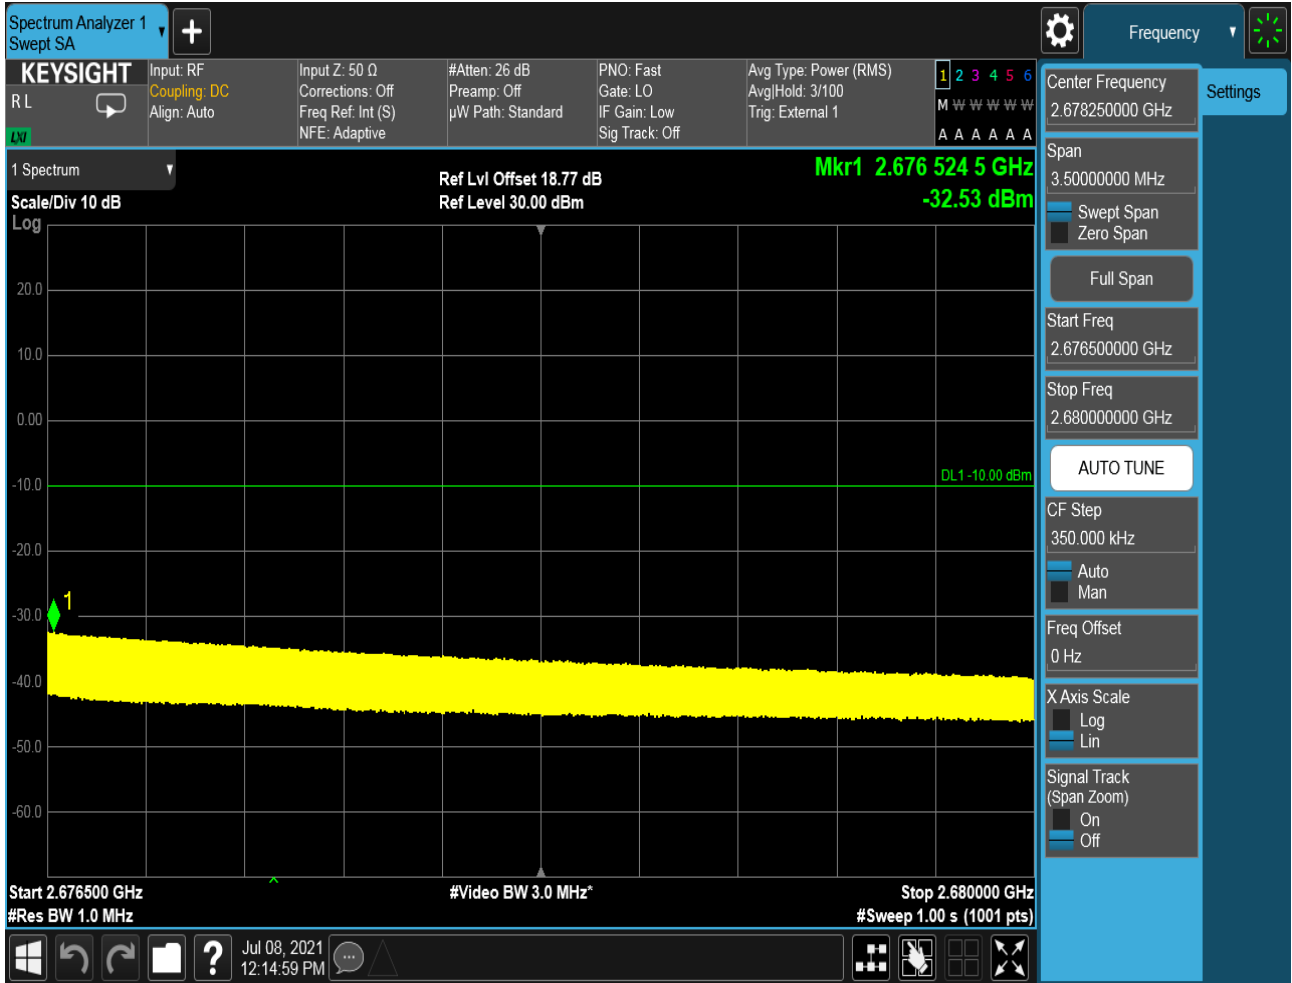 Spectrum Analyzer 1
Swept SA
Frequency
KEYSIGHT
R L
LXI
Input: RF
Coupling: DC
Align: Auto
Input Z: 50 Ω
Corrections: Off
Freq Ref: Int (S)
NFE: Adaptive
#Atten: 26 dB
Preamp: Off
µW Path: Standard
PNO: Fast
Gate: LO
IF Gain: Low
Sig Track: Off
Avg Type: Power (RMS)
Avg|Hold: 3/100
Trig: External 1
1 2 3 4 5 6
M W W W W W
A A A A A A
1 Spectrum
Scale/Div 10 dB
Log
Ref Lvl Offset 18.77 dB
Ref Level 30.00 dBm
Mkr1 2.676 524 5 GHz
-32.53 dBm
20.0
10.0
0.00
-10.0
DL1 -10.00 dBm
-20.0
1
-30.0
-40.0
-50.0
-60.0
Start 2.676500 GHz
#Video BW 3.0 MHz*
Stop 2.680000 GHz
#Res BW 1.0 MHz
#Sweep 1.00 s (1001 pts)
Center Frequency
2.678250000 GHz
Settings
Span
3.50000000 MHz
Swept Span
Zero Span
Full Span
Start Freq
2.676500000 GHz
Stop Freq
2.680000000 GHz
AUTO TUNE
CF Step
350.000 kHz
Auto
Man
Freq Offset
0 Hz
X Axis Scale
Log
Lin
Signal Track
(Span Zoom)
On
Off
?
Jul 08, 2021
12:14:59 PM